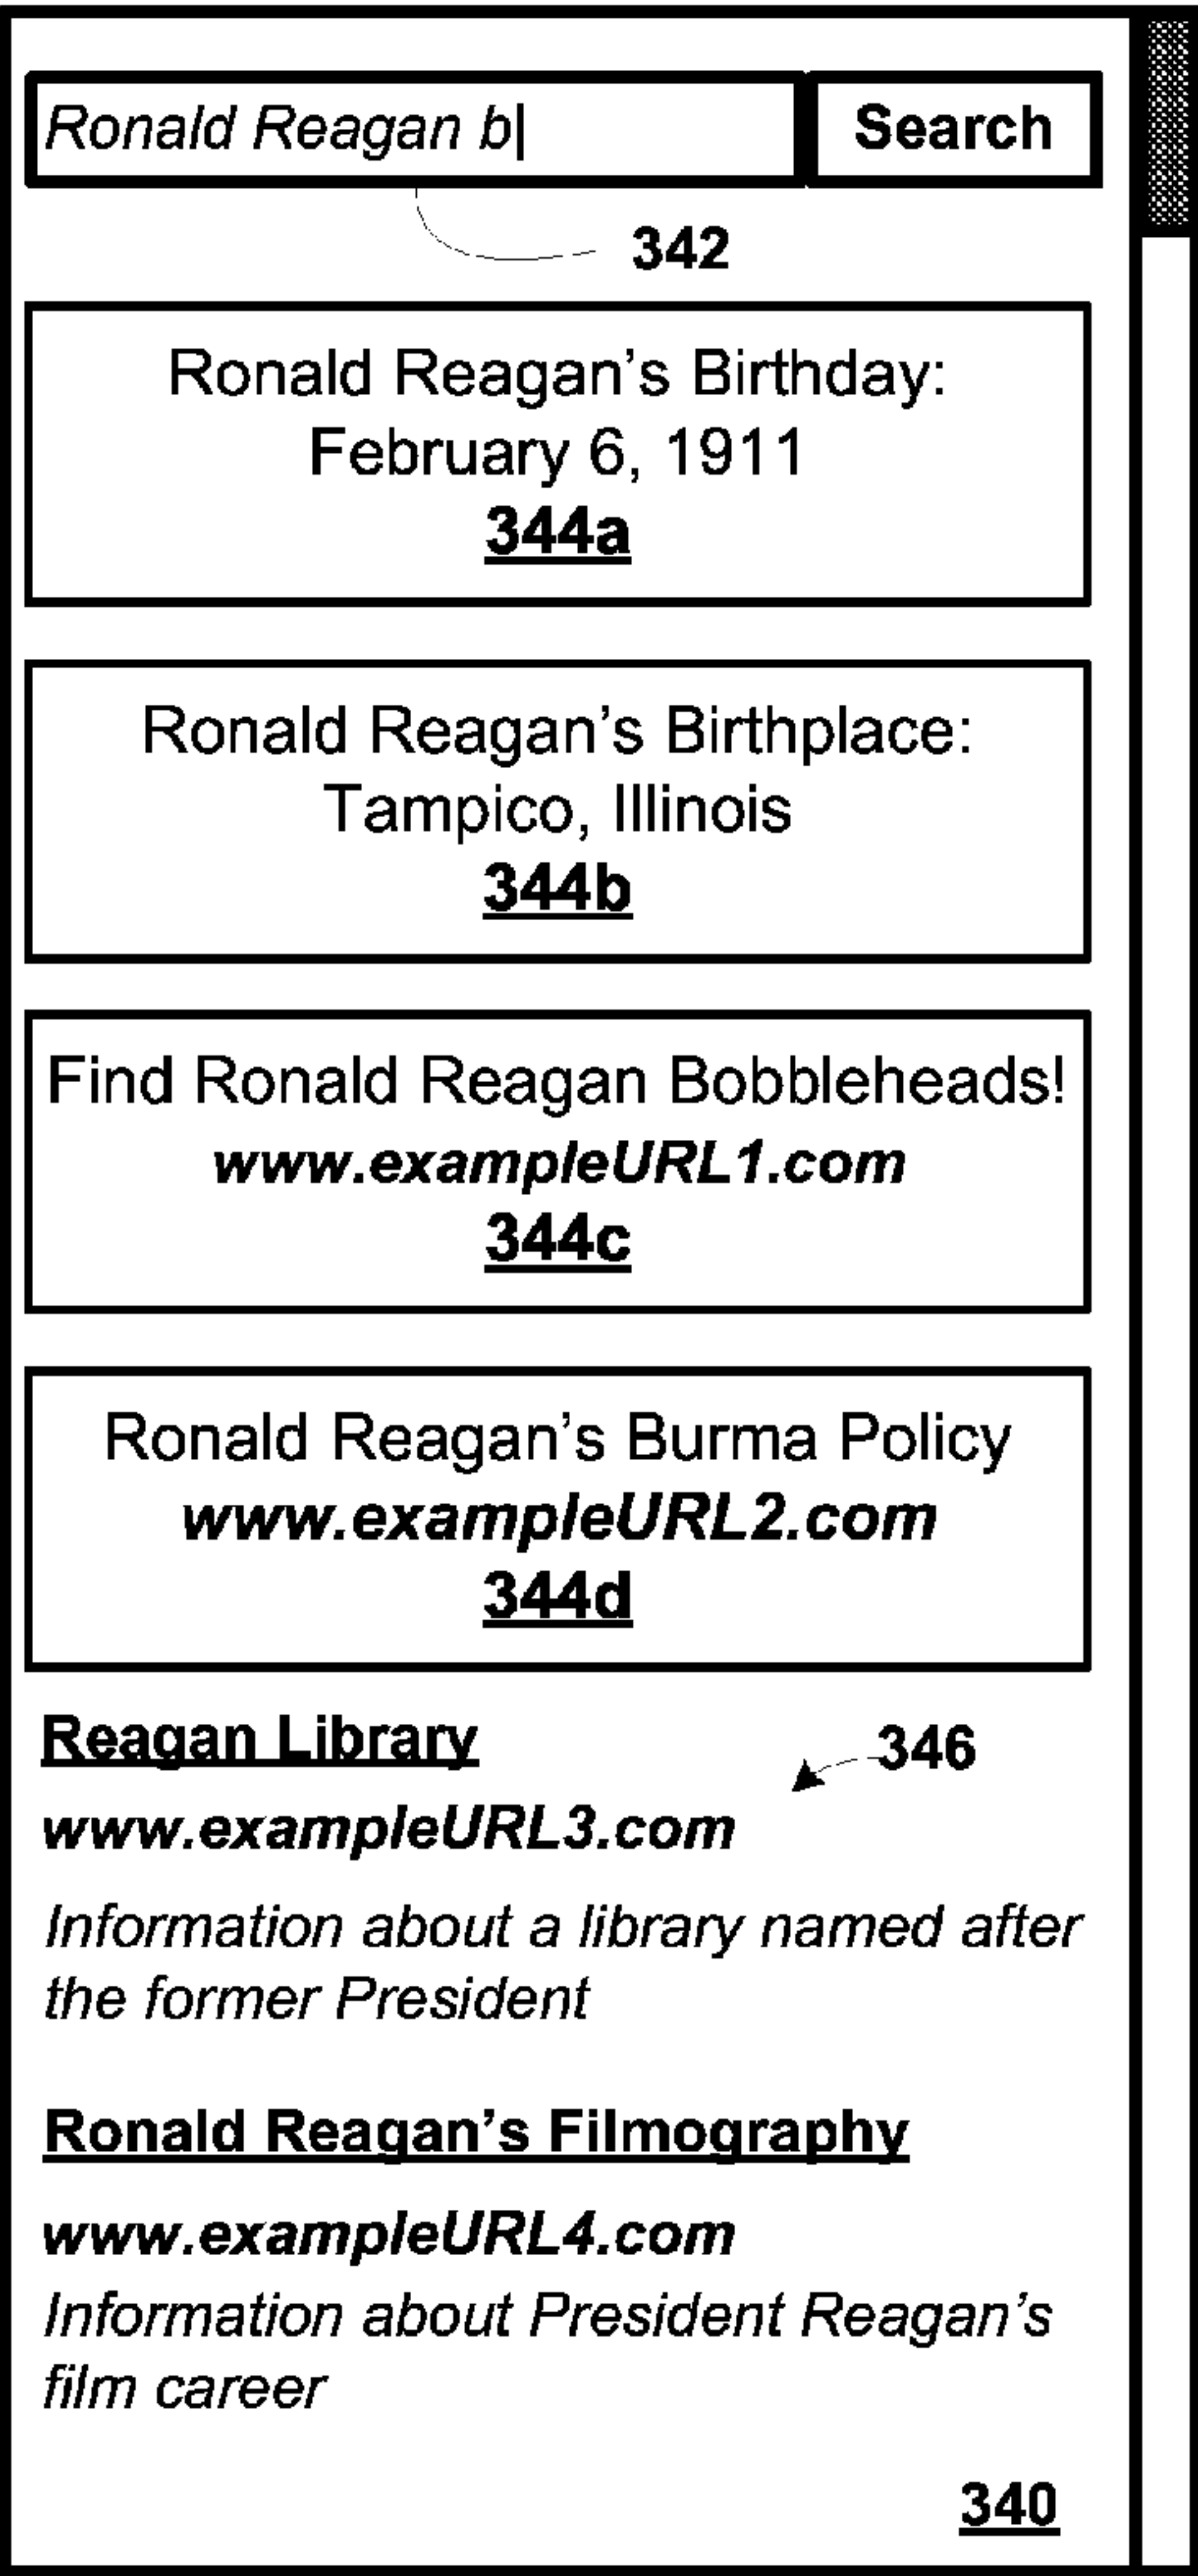 Ronald Reagan b
Search
342
Ronald Reagan's Birthday:
February 6, 1911
344a
Ronald Reagan's Birthplace:
Tampico, Illinois
344b
Find Ronald Reagan Bobbleheads!
www.exampleURL1.com
344c
Ronald Reagan's Burma Policy
www.exampleURL2.com
344d
Reagan Library
346
www.exampleURL3.com
Information about a library named after
the former President
Ronald Reagan's Filmography
www.exampleURL4.com
Information about President Reagan's
film career
340